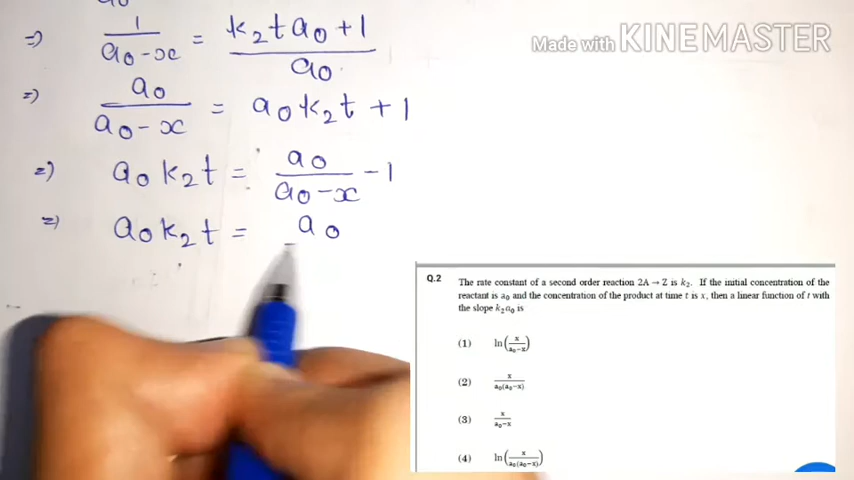 Made with KINEMASTER
a0
⇒) 1/(a0-x) = (k2ta0+1)/a0
⇒) a0/(a0-x) = a0k2t+1
⇒) a0k2t = a0/(a0-x) -1
⇒) a0k2t = a0
Q.2 The rate constant of a second order reaction 2A → Z is k2. If the initial concentration of the
reactant is a0 and the concentration of the product at time t is x, then a linear function of t with
the slope k2a0 is
(1) ln(x/(a0-x))
(2) x/(a0(a0-x))
(3) x/(a0-x)
(4) ln(x/(a0(a0-x)))